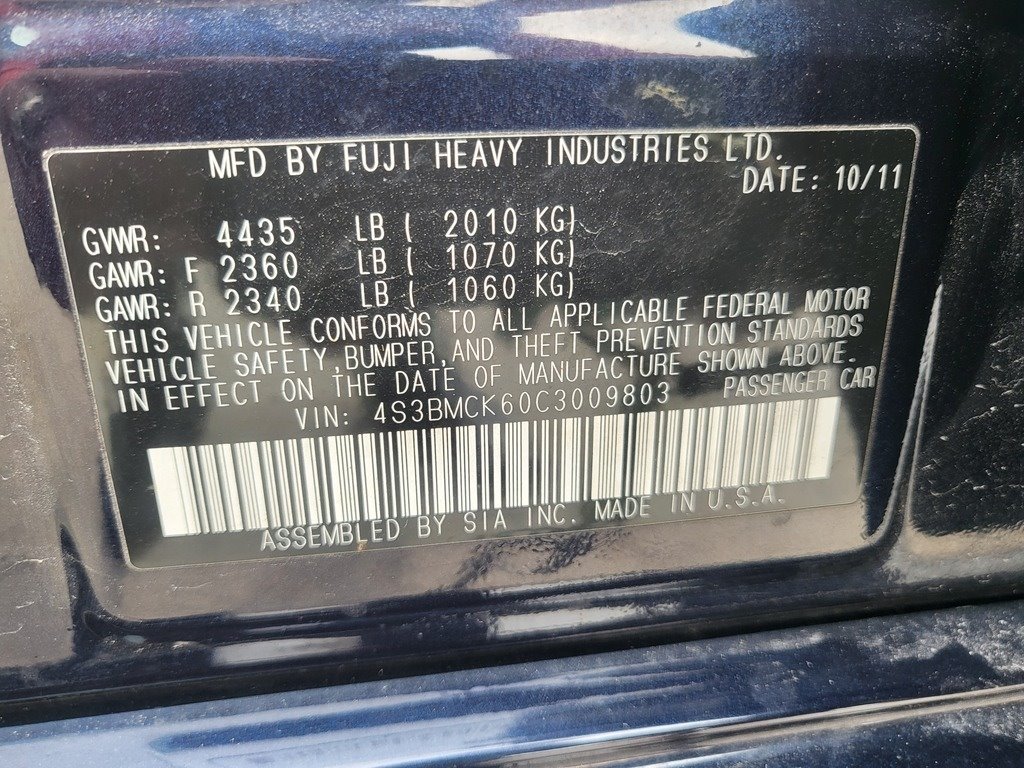 MFD BY FUJI HEAVY INDUSTRIES LTD.
DATE: 10/11
GVWR: 4435 LB ( 2010 KG)
GAWR: F 2360 LB ( 1070 KG)
GAWR: R 2340 LB ( 1060 KG)
THIS VEHICLE CONFORMS TO ALL APPLICABLE FEDERAL MOTOR
VEHICLE SAFETY,BUMPER,AND THEFT PREVENTION STANDARDS
IN EFFECT ON THE DATE OF MANUFACTURE SHOWN ABOVE.
VIN: 4S3BMCK60C3009803 PASSENGER CAR
ASSEMBLED BY SIA INC. MADE IN U.S.A.